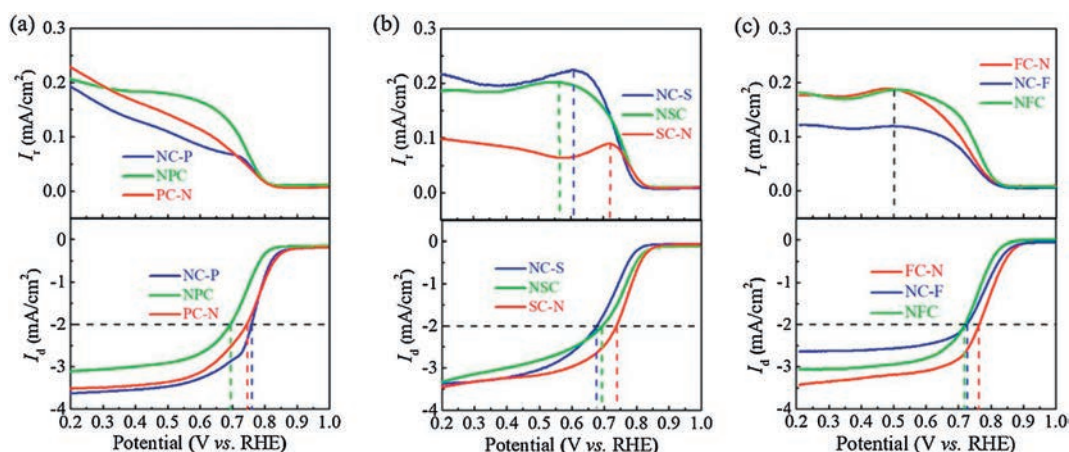 (a)
0.3
0.2
0.1
0.0
I_r (mA/cm²)
NC-P
NPC
PC-N
0
-1
-2
-3
-4
I_d (mA/cm²)
NC-P
NPC
PC-N
0.2 0.3 0.4 0.5 0.6 0.7 0.8 0.9 1.0
Potential (V vs. RHE)
(b)
0.3
0.2
0.1
0.0
I_r (mA/cm²)
NC-S
NSC
SC-N
0
-1
-2
-3
-4
I_d (mA/cm²)
NC-S
NSC
SC-N
0.2 0.3 0.4 0.5 0.6 0.7 0.8 0.9 1.0
Potential (V vs. RHE)
(c)
0.3
0.2
0.1
0.0
I_r (mA/cm²)
FC-N
NC-F
NFC
0
-1
-2
-3
-4
I_d (mA/cm²)
FC-N
NC-F
NFC
0.2 0.3 0.4 0.5 0.6 0.7 0.8 0.9 1.0
Potential (V vs. RHE)